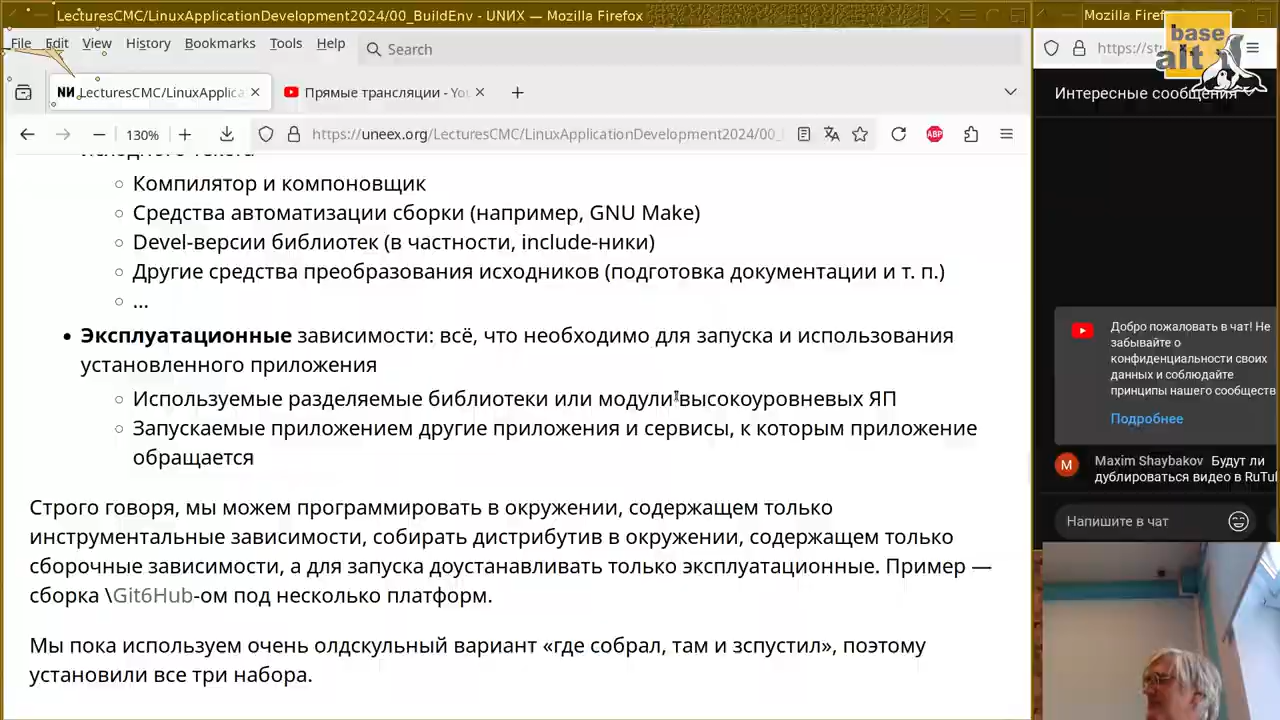 LecturesCMC/LinuxApplicationDevelopment2024/00_BuildEnv - UNИX — Mozilla Firefox
File Edit View History Bookmarks Tools Help
Search
NИ LecturesCMC/LinuxApplica
Прямые трансляции - You
130%
https://uneex.org/LecturesCMC/LinuxApplicationDevelopment2024/00_
ABP
исходного текста
Компилятор и компоновщик
Средства автоматизации сборки (например, GNU Make)
Devel-версии библиотек (в частности, include-ники)
Другие средства преобразования исходников (подготовка документации и т. п.)
...
Эксплуатационные зависимости: всё, что необходимо для запуска и использования
установленного приложения
Используемые разделяемые библиотеки или модули высокоуровневых ЯП
Запускаемые приложением другие приложения и сервисы, к которым приложение
обращается
Строго говоря, мы можем программировать в окружении, содержащем только
инструментальные зависимости, собирать дистрибутив в окружении, содержащем только
сборочные зависимости, а для запуска доустанавливать только эксплуатационные. Пример —
сборка \Git6Hub-ом под несколько платформ.
Мы пока используем очень олдскульный вариант «где собрал, там и зспустил», поэтому
установили все три набора.
Mozilla Firef
base
alt
https://st
Интересные сообщения
Добро пожаловать в чат! Не
забывайте о
конфиденциальности своих
данных и соблюдайте
принципы нашего сообществ
Подробнее
M
Maxim Shaybakov Будут ли
дублироваться видео в RuTu
Напишите в чат